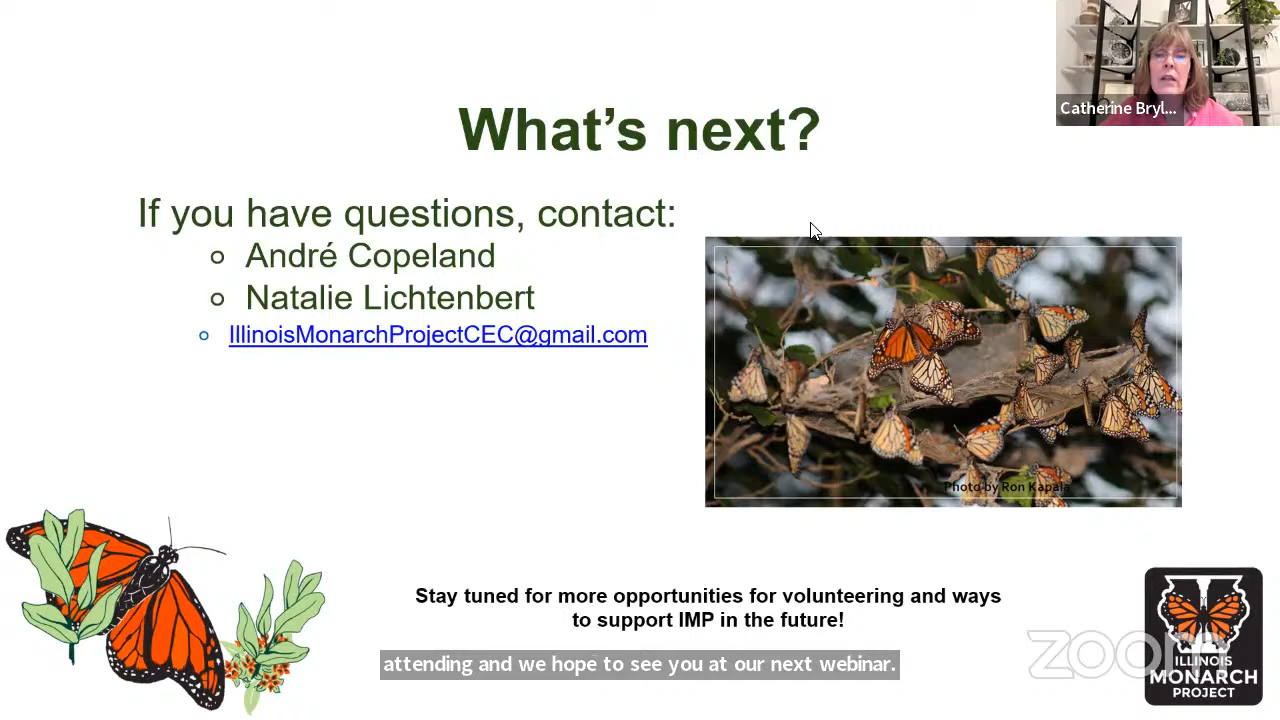 Catherine Bryl...
What's next?
If you have questions, contact:
André Copeland
Natalie Lichtenbert
IllinoisMonarchProjectCEC@gmail.com
Photo by Ron Kapala
Stay tuned for more opportunities for volunteering and ways
to support IMP in the future!
attending and we hope to see you at our next webinar.
zoom
ILLINOIS
MONARCH
PROJECT